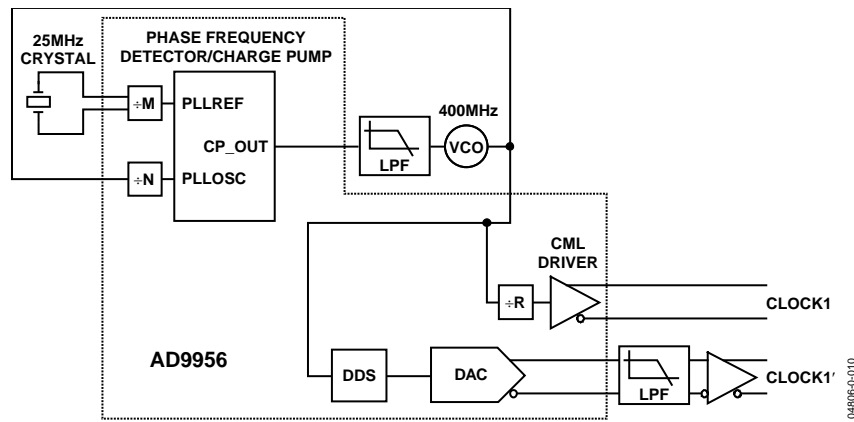 25MHz
CRYSTAL
PHASE FREQUENCY
DETECTOR/CHARGE PUMP
÷M
PLLREF
400MHz
CP_OUT
VCO
LPF
÷N
PLLOSC
CML
DRIVER
÷R
CLOCK1
AD9956
DDS
DAC
LPF
CLOCK1′
04806-0-010